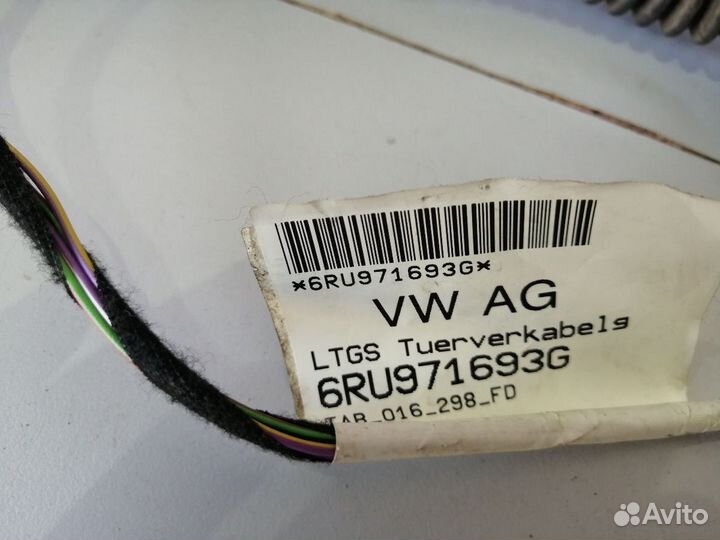 *6RU971693G*
VW AG
LTGS Tuerverkabelg
6RU971693G
TAB_016_298_FD
Avito